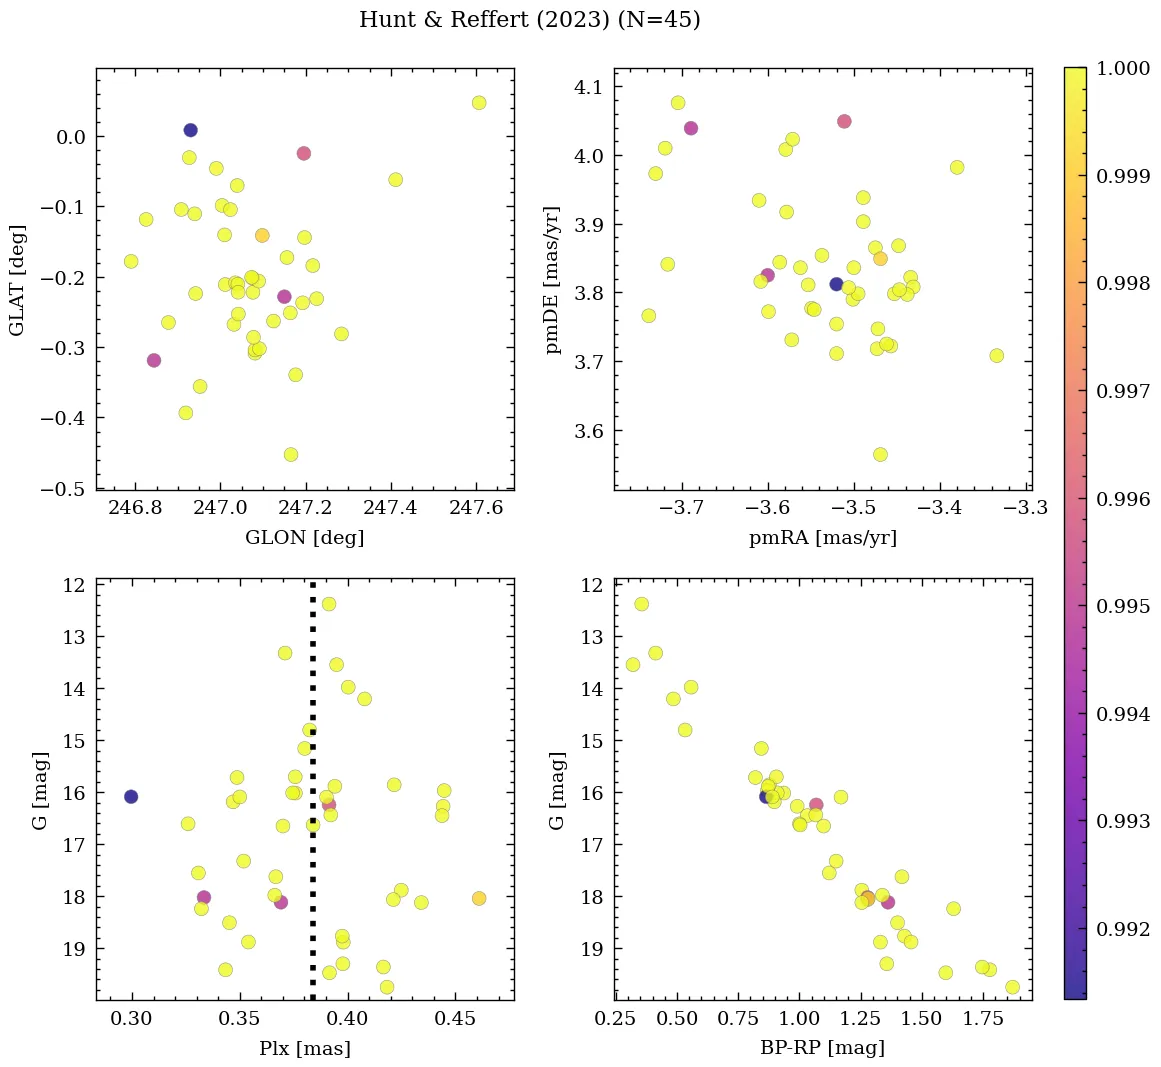 Hunt & Reffert (2023) (N=45)
0.0
−0.1
−0.2
−0.3
−0.4
−0.5
GLAT [deg]
246.8 247.0 247.2 247.4 247.6
GLON [deg]
4.1
4.0
3.9
3.8
3.7
3.6
pmDE [mas/yr]
−3.7 −3.6 −3.5 −3.4 −3.3
pmRA [mas/yr]
12
13
14
15
16
17
18
19
G [mag]
0.30 0.35 0.40 0.45
Plx [mas]
12
13
14
15
16
17
18
19
G [mag]
0.25 0.50 0.75 1.00 1.25 1.50 1.75
BP-RP [mag]
1.000
0.999
0.998
0.997
0.996
0.995
0.994
0.993
0.992